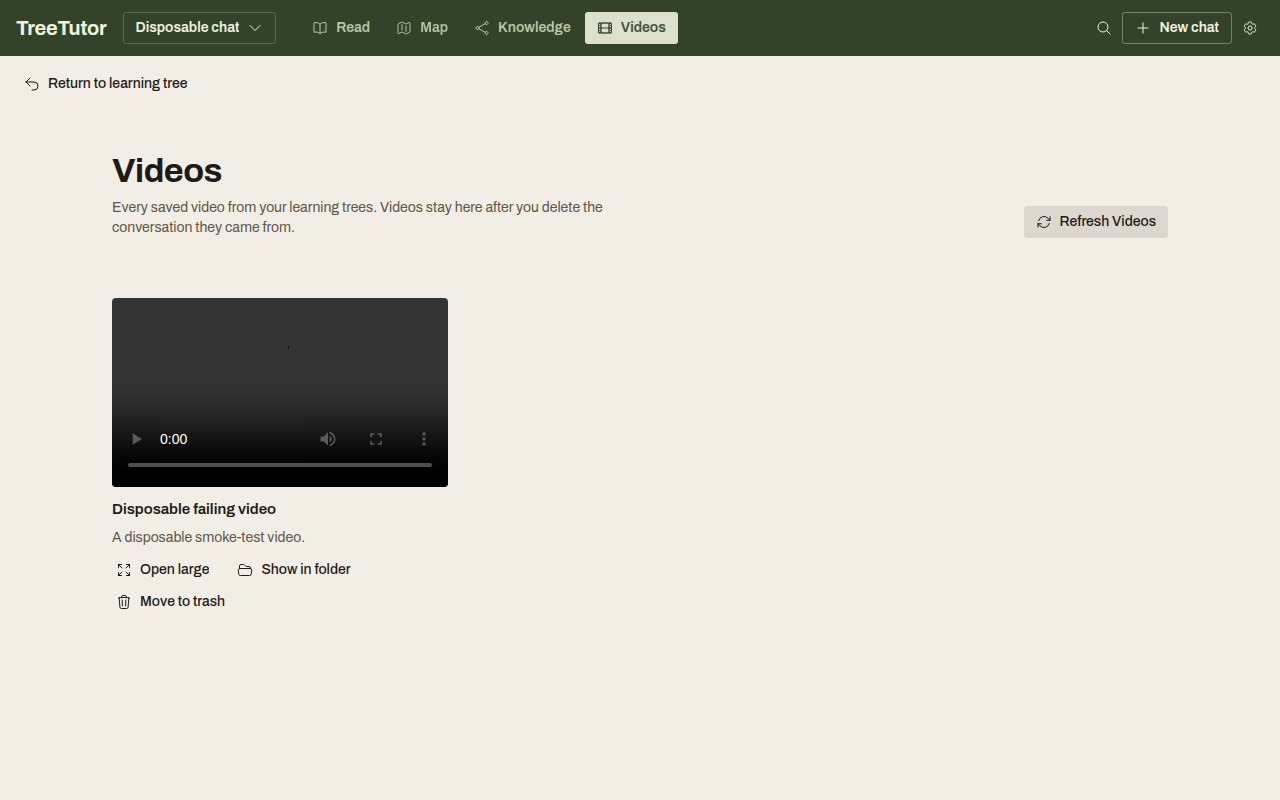 TreeTutor
Disposable chat
Read
Map
Knowledge
Videos
New chat
Return to learning tree
Videos
Every saved video from your learning trees. Videos stay here after you delete the
conversation they came from.
Refresh Videos
0:00
Disposable failing video
A disposable smoke-test video.
Open large
Show in folder
Move to trash